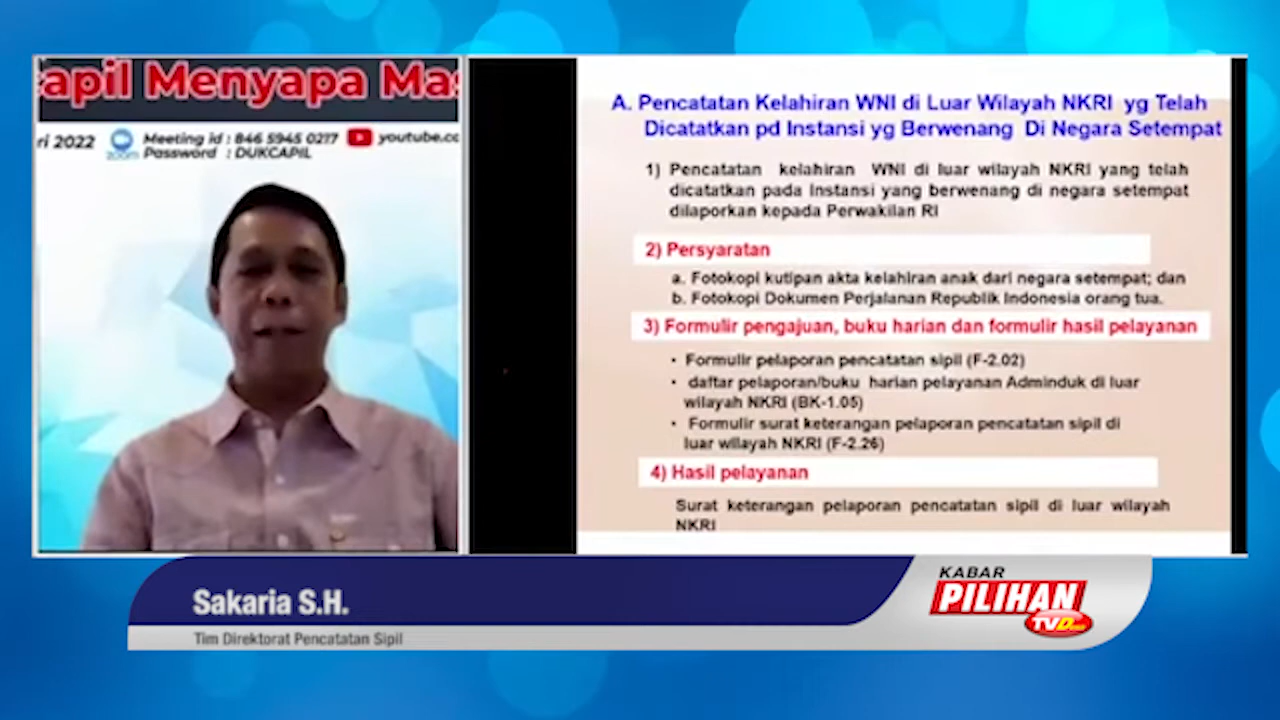 capil Menyapa Mas
ri 2022
zoom
Meeting id : 846 5945 0217
Password : DUKCAPIL
youtube.co
A. Pencatatan Kelahiran WNI di Luar Wilayah NKRI yg Telah
Dicatatkan pd Instansi yg Berwenang Di Negara Setempat
1) Pencatatan kelahiran WNI di luar wilayah NKRI yang telah
dicatatkan pada Instansi yang berwenang di negara setempat
dilaporkan kepada Perwakilan RI
2) Persyaratan
a. Fotokopi kutipan akta kelahiran anak dari negara setempat; dan
b. Fotokopi Dokumen Perjalanan Republik Indonesia orang tua.
3) Formulir pengajuan, buku harian dan formulir hasil pelayanan
• Formulir pelaporan pencatatan sipil (F-2.02)
• daftar pelaporan/buku harian pelayanan Adminduk di luar
wilayah NKRI (BK-1.05)
• Formulir surat keterangan pelaporan pencatatan sipil di
luar wilayah NKRI (F-2.26)
4) Hasil pelayanan
Surat keterangan pelaporan pencatatan sipil di luar wilayah
NKRI
Sakaria S.H.
Tim Direktorat Pencatatan Sipil
KABAR
PILIHAN
TVD